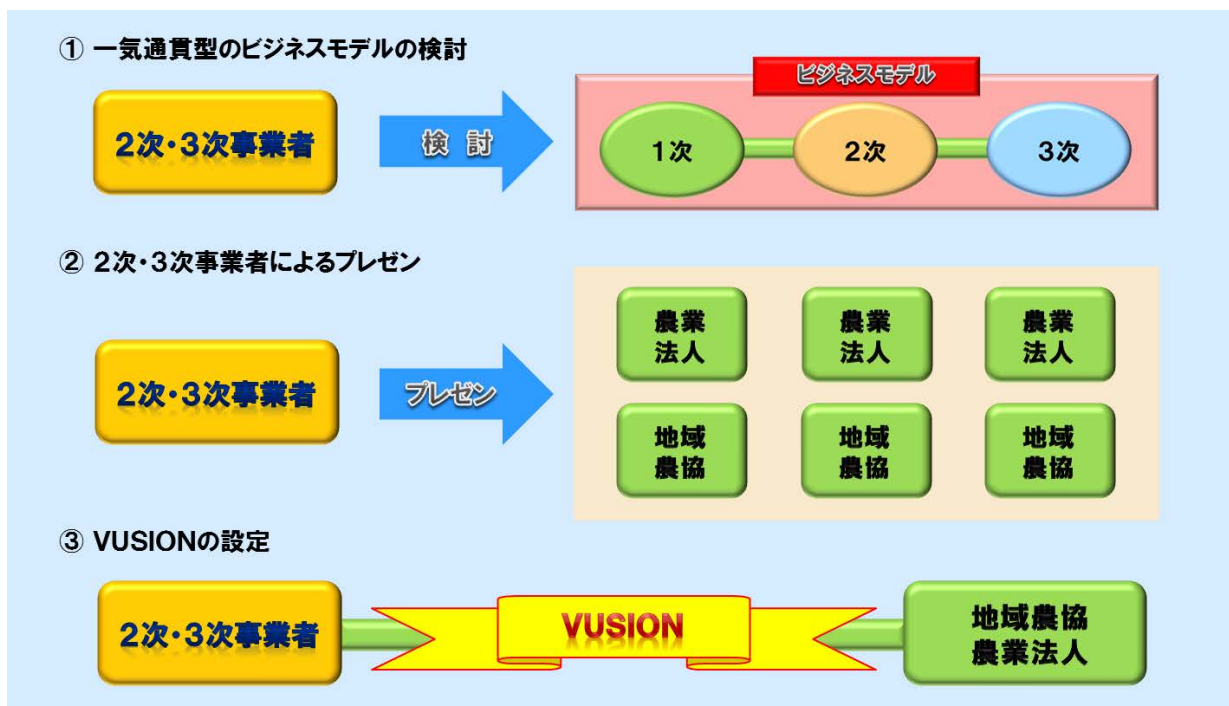 ① 一気通貫型のビジネスモデルの検討
2次・3次事業者
検 討
ビジネスモデル
1次
2次
3次
② 2次・3次事業者によるプレゼン
2次・3次事業者
プレゼン
農業
法人
農業
法人
農業
法人
地域
農協
地域
農協
地域
農協
③ VUSIONの設定
2次・3次事業者
VUSION
地域農協
農業法人